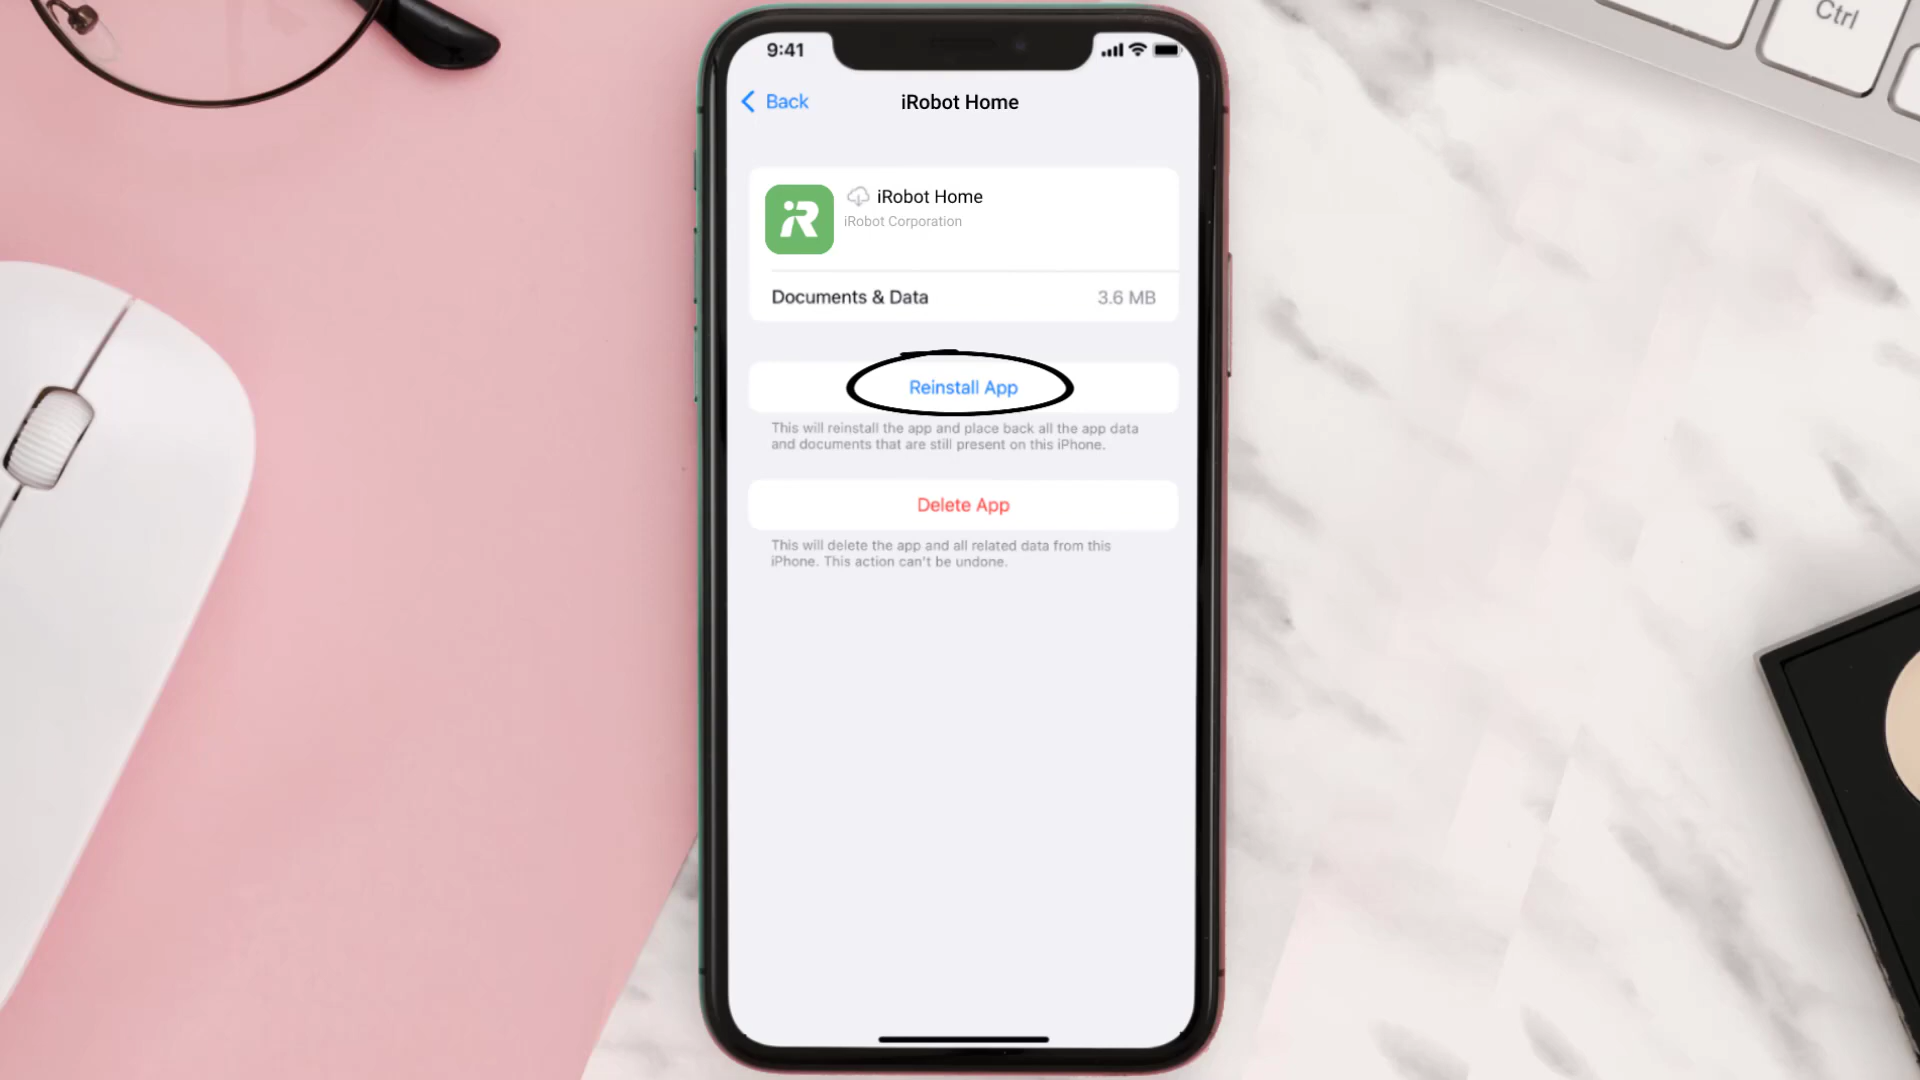 9:41
Back
iRobot Home
iR
iRobot Home
iRobot Corporation
Documents & Data
3.6 MB
Reinstall App
This will reinstall the app and place back all the app data
and documents that are still present on this iPhone.
Delete App
This will delete the app and all related data from this
iPhone. This action can't be undone.
Ctrl